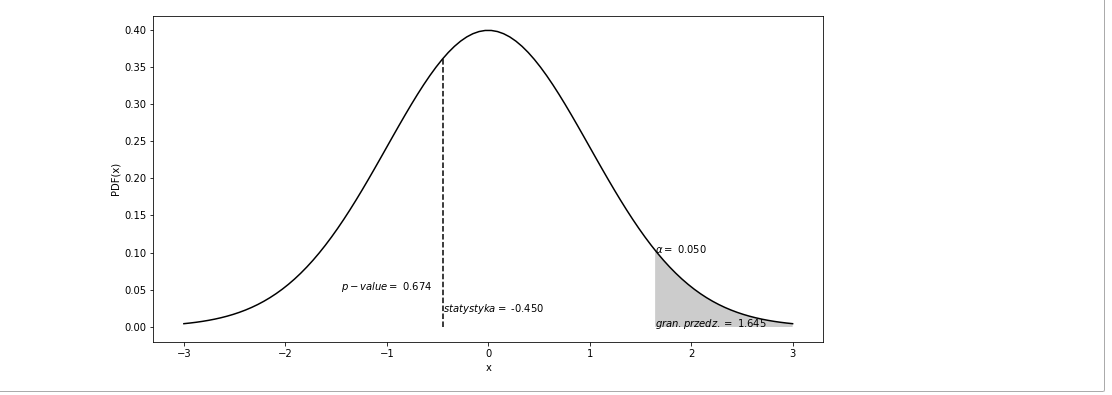 0.40
0.35
0.30
0.25
0.20
0.15
0.10
0.05
0.00
PDF(x)
α = 0.050
p − value = 0.674
statystyka = -0.450
gran. przedz. = 1.645
−3
−2
−1
0
1
2
3
x